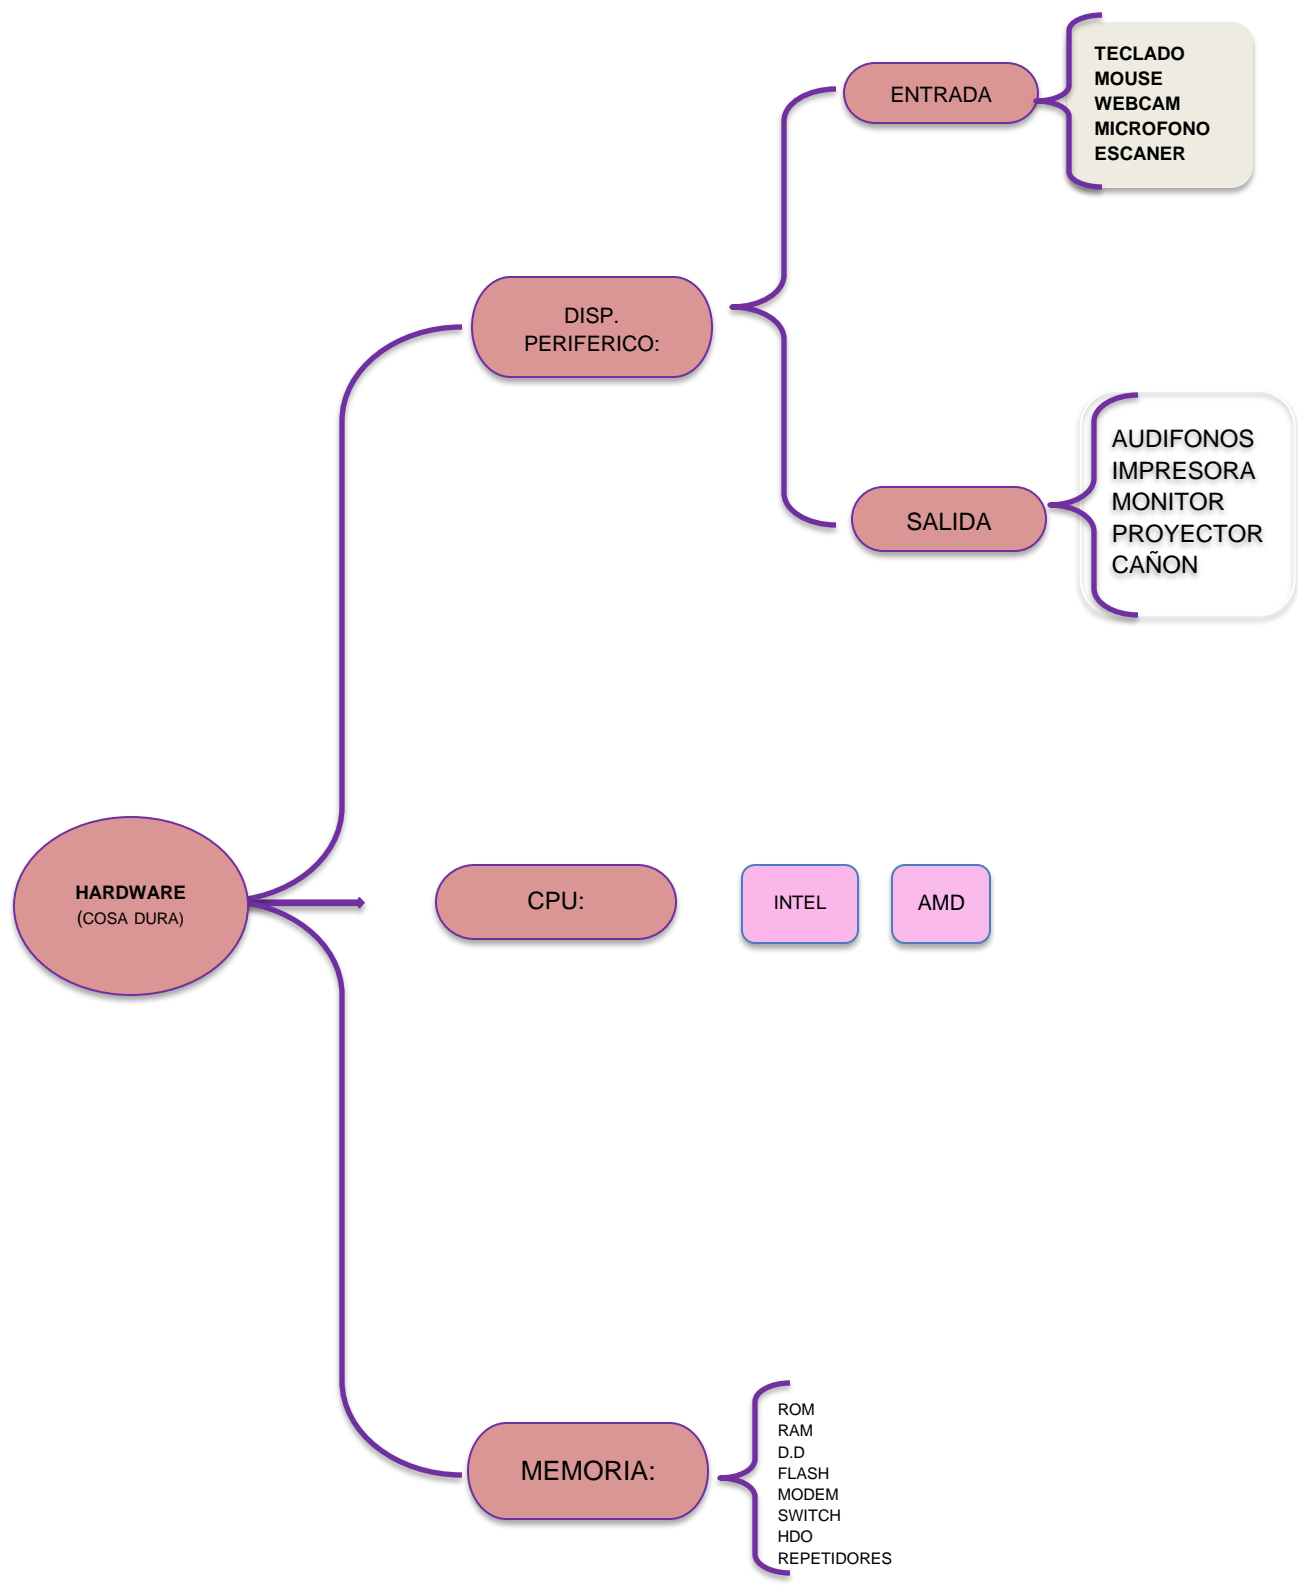 TECLADO
MOUSE
WEBCAM
MICROFONO
ESCANER
ENTRADA
DISP.
PERIFERICO:
AUDIFONOS
IMPRESORA
MONITOR
PROYECTOR
CAÑON
SALIDA
HARDWARE
(COSA DURA)
CPU:
INTEL
AMD
MEMORIA:
ROM
RAM
D.D
FLASH
MODEM
SWITCH
HDO
REPETIDORES